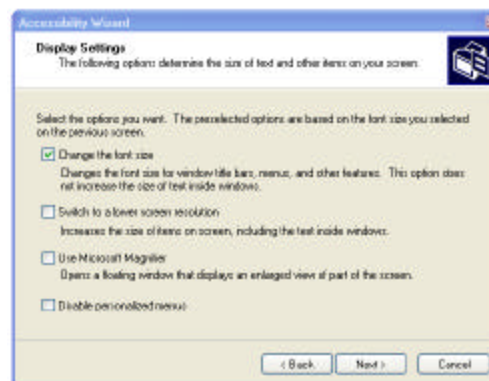 Accessibility Wizard
Display Settings
The following options determine the size of text and other items on your screen.
Select the options you want. The preselected options are based on the font size you selected
on the previous screen.
Change the font size
Changes the font size for window title bars, menus, and other features. This option does
not increase the size of text inside windows.
Switch to a lower screen resolution
Increases the size of items on screen, including the text inside windows.
Use Microsoft Magnifier
Opens a floating window that displays an enlarged view of part of the screen.
Disable personalized menus
< Back
Next >
Cancel